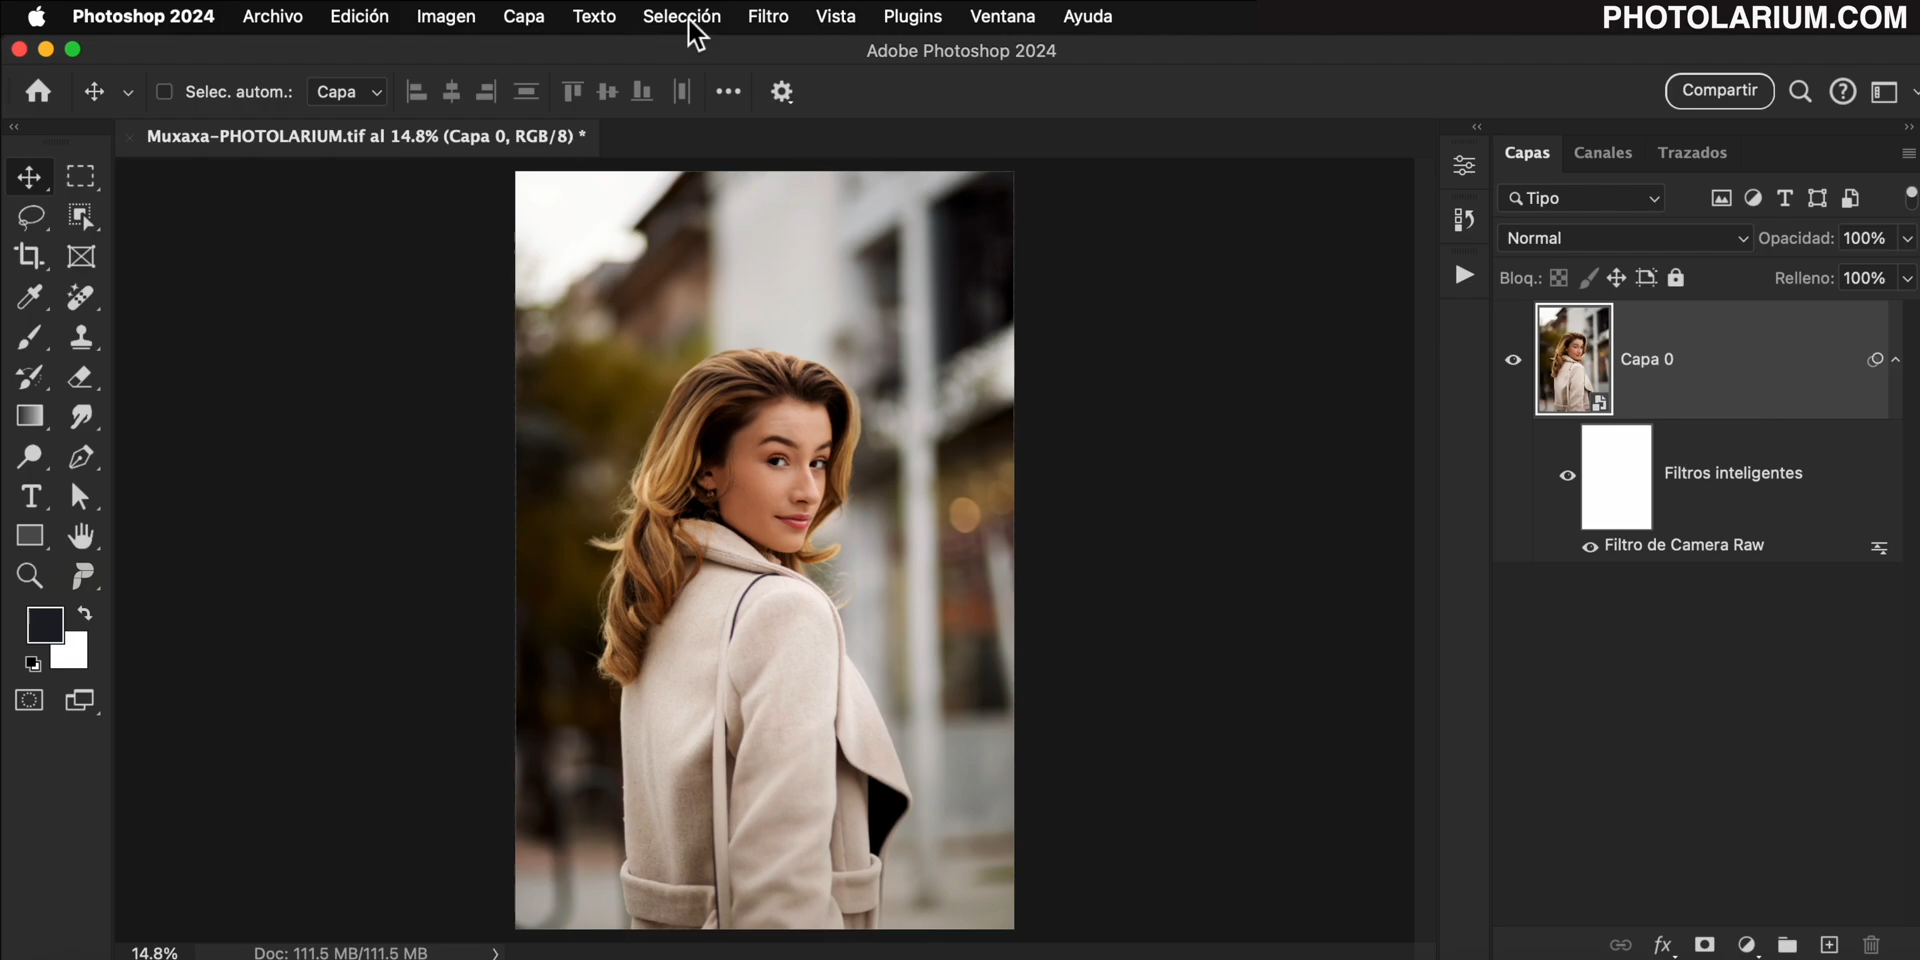 Photoshop 2024 Archivo Edición Imagen Capa Texto Selección Filtro Vista Plugins Ventana Ayuda
PHOTOLARIUM.COM
Adobe Photoshop 2024
Selec. autom.: Capa
Compartir
Muxaxa-PHOTOLARIUM.tif al 14.8% (Capa 0, RGB/8) *
Capas Canales Trazados
Tipo
Normal Opacidad: 100%
Bloq.: Relleno: 100%
Capa 0
Filtros inteligentes
Filtro de Camera Raw
14.8% Doc: 111.5 MB/111.5 MB
fx